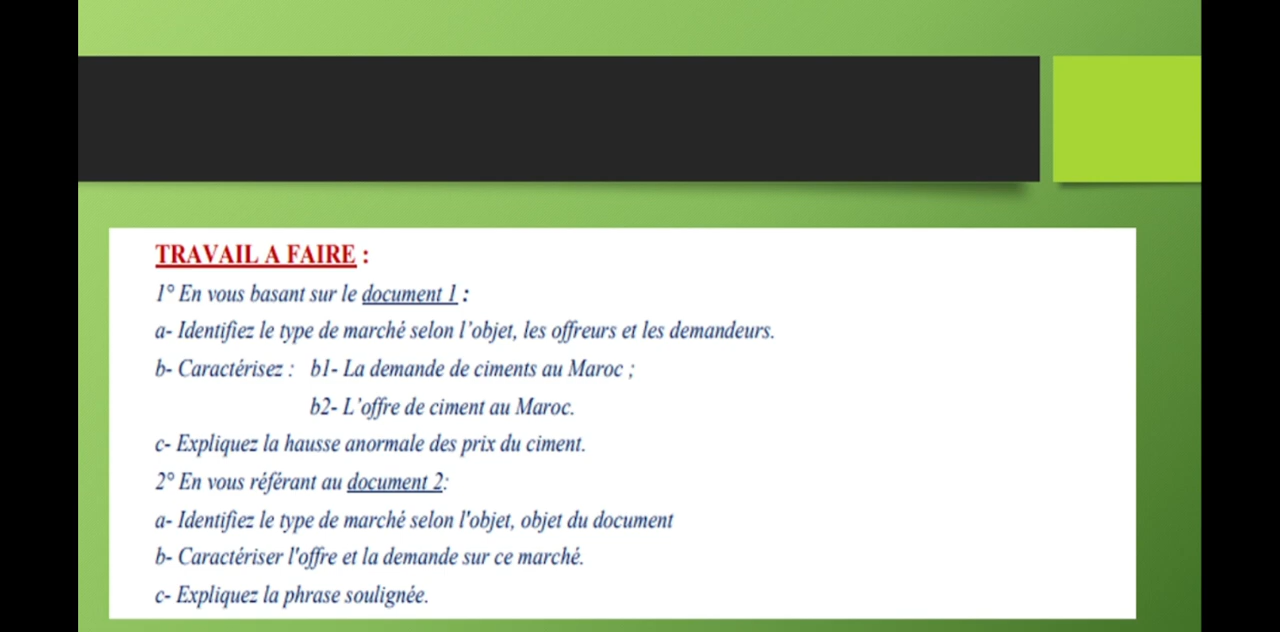 TRAVAIL A FAIRE :
1° En vous basant sur le document 1 :
a- Identifiez le type de marché selon l'objet, les offreurs et les demandeurs.
b- Caractérisez : b1- La demande de ciments au Maroc ;
b2- L'offre de ciment au Maroc.
c- Expliquez la hausse anormale des prix du ciment.
2° En vous référant au document 2:
a- Identifiez le type de marché selon l'objet, objet du document
b- Caractériser l'offre et la demande sur ce marché.
c- Expliquez la phrase soulignée.